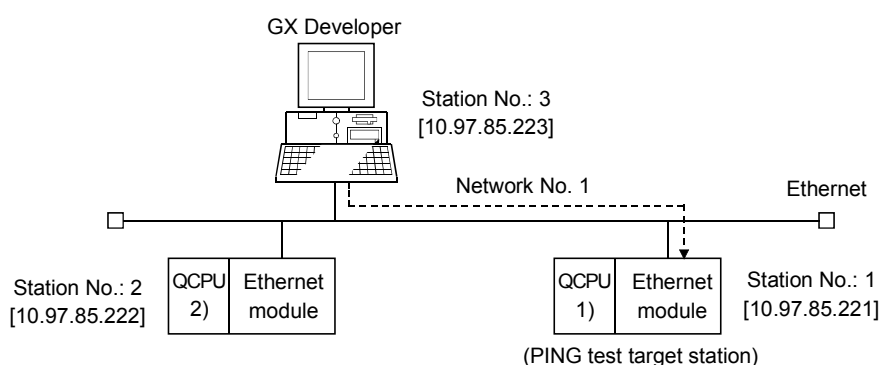 GX Developer
Station No.: 3
[10.97.85.223]
Network No. 1
Ethernet
Station No.: 2
[10.97.85.222]
QCPU
2)
Ethernet
module
QCPU
1)
Ethernet
module
Station No.: 1
[10.97.85.221]
(PING test target station)